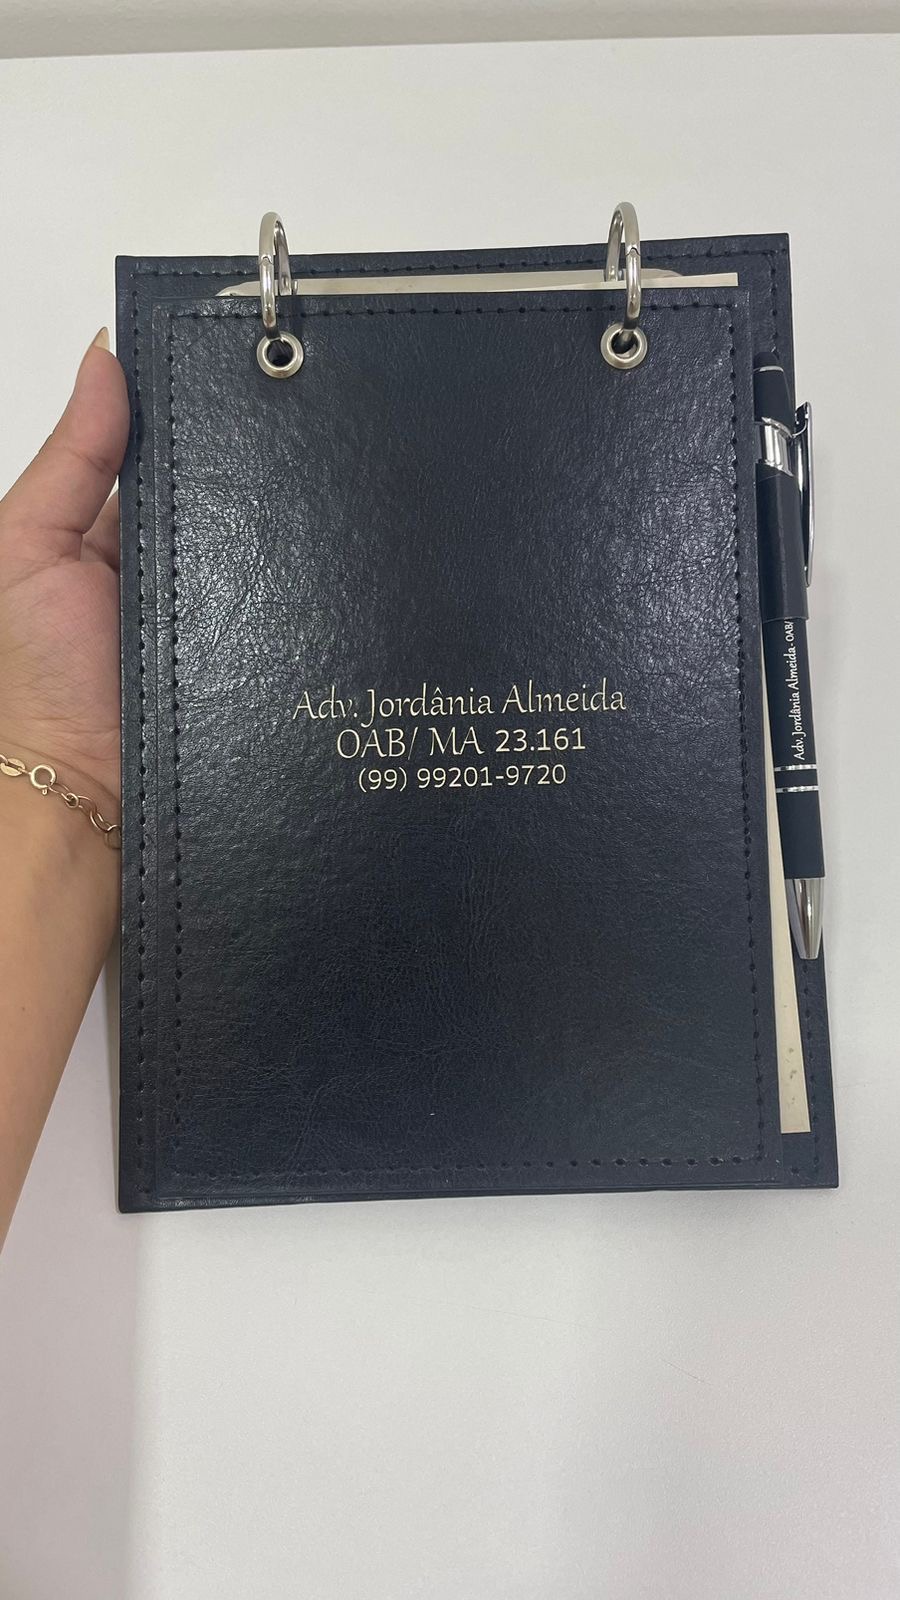 Adv. Jordânia Almeida
OAB/ MA 23.161
(99) 99201-9720
Adv. Jordânia Almeida - OAB/